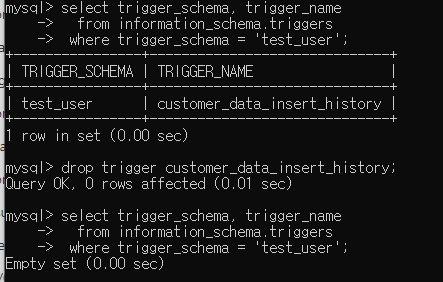 mysql> select trigger_schema, trigger_name
    ->   from information_schema.triggers
    ->  where trigger_schema = 'test_user';
+----------------+------------------------------+
| TRIGGER_SCHEMA | TRIGGER_NAME                 |
+----------------+------------------------------+
| test_user      | customer_data_insert_history |
+----------------+------------------------------+
1 row in set (0.00 sec)
mysql> drop trigger customer_data_insert_history;
Query OK, 0 rows affected (0.01 sec)
mysql> select trigger_schema, trigger_name
    ->   from information_schema.triggers
    ->  where trigger_schema = 'test_user';
Empty set (0.00 sec)